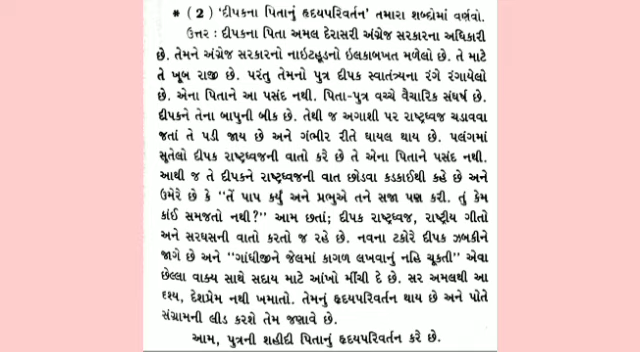 * (2) 'દીપકના પિતાનું હૃદયપરિવર્તન' તમારા શબ્દોમાં વર્ણવો.
ઉત્તર : દીપકના પિતા અમલ દેરાસરી અંગ્રેજ સરકારના અધિકારી
છે. તેમને અંગ્રેજ સરકારનો નાઇટહૂડનો ઇલકાબખત મળેલો છે. તે માટે
તે ખૂબ રાજી છે. પરંતુ તેમનો પુત્ર દીપક સ્વાતંત્ર્યના રંગે રંગાયેલો
છે. એના પિતાને આ પસંદ નથી. પિતા-પુત્ર વચ્ચે વૈચારિક સંઘર્ષ છે.
દીપકને તેના બાપુની બીક છે. તેથી જ અગાશી પર રાષ્ટ્રધ્વજ ચડાવવા
જતાં તે પડી જાય છે અને ગંભીર રીતે ઘાયલ થાય છે. પલંગમાં
સૂતેલો દીપક રાષ્ટ્રધ્વજની વાતો કરે છે તે એના પિતાને પસંદ નથી.
આથી જ તે દીપકને રાષ્ટ્રધ્વજની વાત છોડવા કડકાઈથી કહે છે અને
ઉમેરે છે કે "તેં પાપ કર્યું અને પ્રભુએ તને સજા પણ કરી. તું કેમ
કાંઈ સમજતો નથી?" આમ છતાં; દીપક રાષ્ટ્રધ્વજ, રાષ્ટ્રીય ગીતો
અને સરઘસની વાતો કરતો જ રહે છે. નવના ટકોરે દીપક ઝબકીને
જાગે છે અને "ગાંધીજીને જેલમાં કાગળ લખવાનું નહિ ચૂકતી" એવા
છેલ્લા વાક્ય સાથે સદાય માટે આંખો મીંચી દે છે. સર અમલથી આ
દૃશ્ય, દેશપ્રેમ નથી ખમાતો. તેમનું હૃદયપરિવર્તન થાય છે અને પોતે
સંગ્રામની લીડ કરશે તેમ જણાવે છે.
આમ, પુત્રની શહીદી પિતાનું હૃદયપરિવર્તન કરે છે.